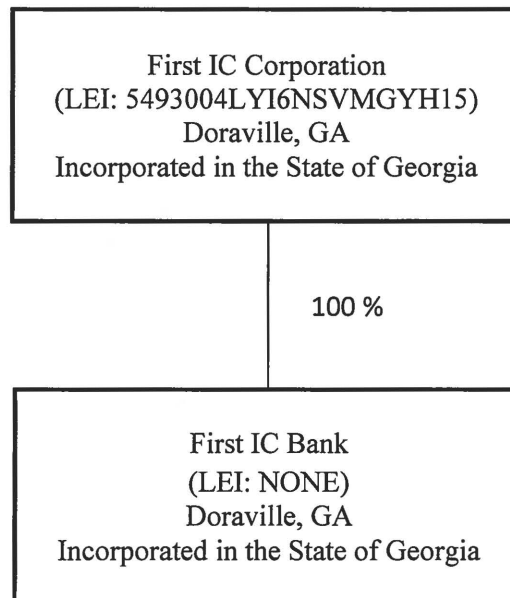 First IC Corporation
(LEI: 5493004LYI6NSVMGYH15)
Doraville, GA
Incorporated in the State of Georgia
100 %
First IC Bank
(LEI: NONE)
Doraville, GA
Incorporated in the State of Georgia